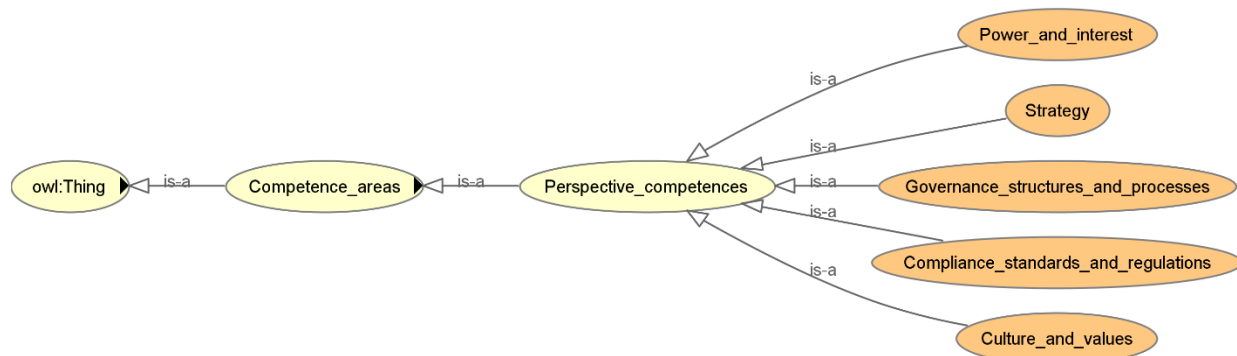 Power_and_interest
is-a
Strategy
is-a
owl:Thing
is-a
Competence_areas
is-a
Perspective_competences
is-a
Governance_structures_and_processes
is-a
Compliance_standards_and_regulations
is-a
Culture_and_values